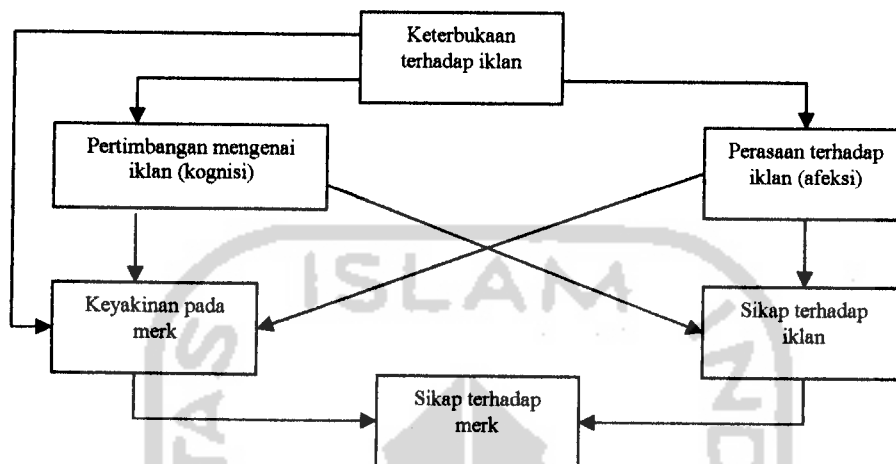 Keterbukaan
terhadap iklan
Pertimbangan mengenai
iklan (kognisi)
Perasaan terhadap
iklan (afeksi)
ISLAM
Keyakinan pada
merk
Sikap terhadap
iklan
Sikap terhadap
merk